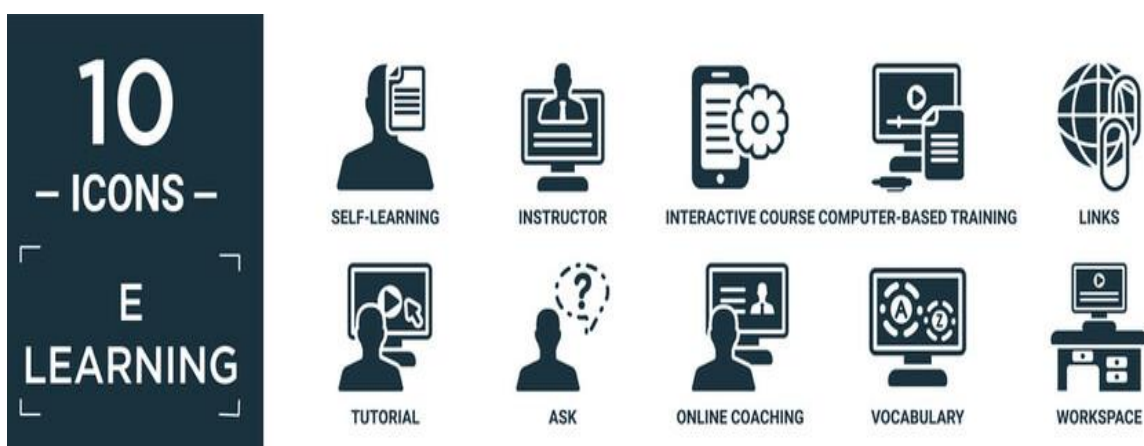 10
– ICONS –
E
LEARNING
SELF-LEARNING
INSTRUCTOR
INTERACTIVE COURSE
COMPUTER-BASED TRAINING
LINKS
A
Z
?
TUTORIAL
ASK
ONLINE COACHING
VOCABULARY
WORKSPACE